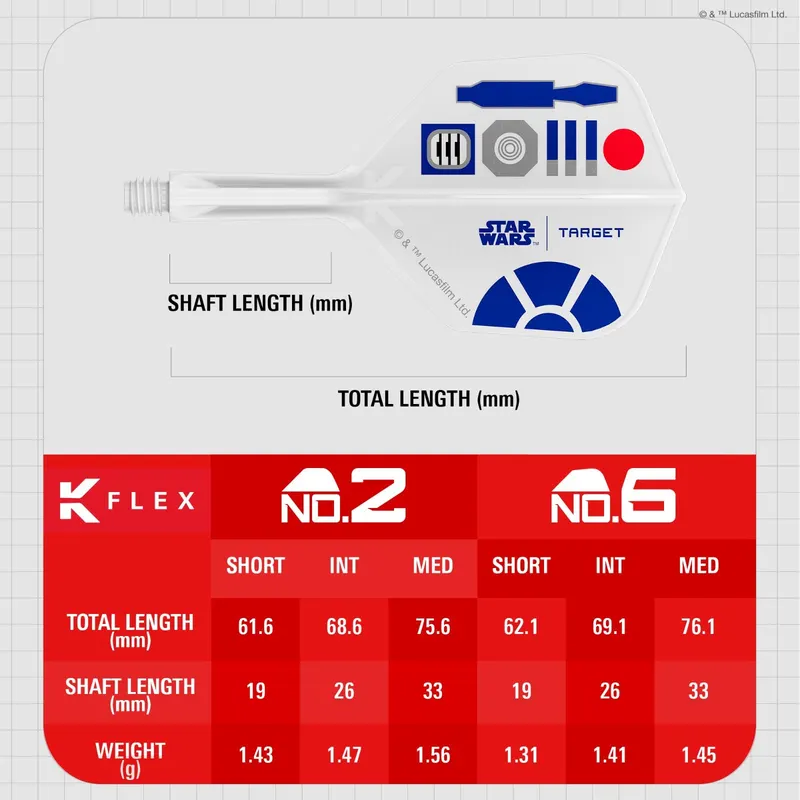 © & ™ Lucasfilm Ltd.
STAR
WARS™ | TARGET
© & ™ Lucasfilm Ltd.
SHAFT LENGTH (mm)
TOTAL LENGTH (mm)
K FLEX NO.2 NO.6
SHORT INT MED SHORT INT MED
TOTAL LENGTH
(mm) 61.6 68.6 75.6 62.1 69.1 76.1
SHAFT LENGTH
(mm) 19 26 33 19 26 33
WEIGHT
(g) 1.43 1.47 1.56 1.31 1.41 1.45